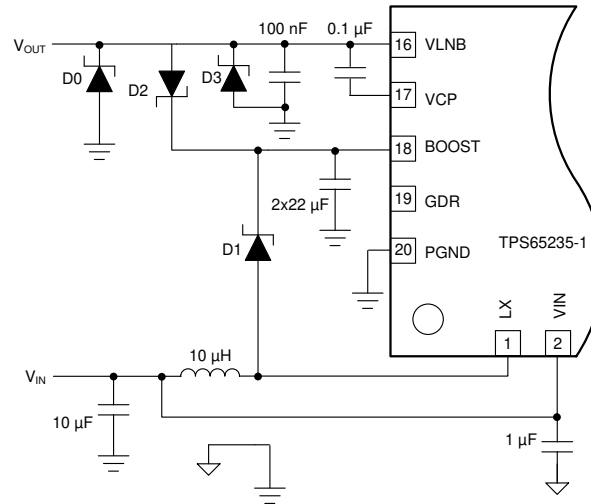 100 nF
0.1 µF
VOUT
16 VLNB
D0
D2
D3
17 VCP
18 BOOST
2x22 µF
19 GDR
D1
20 PGND
TPS65235-1
LX
VIN
10 µH
1
2
VIN
10 µF
1 µF